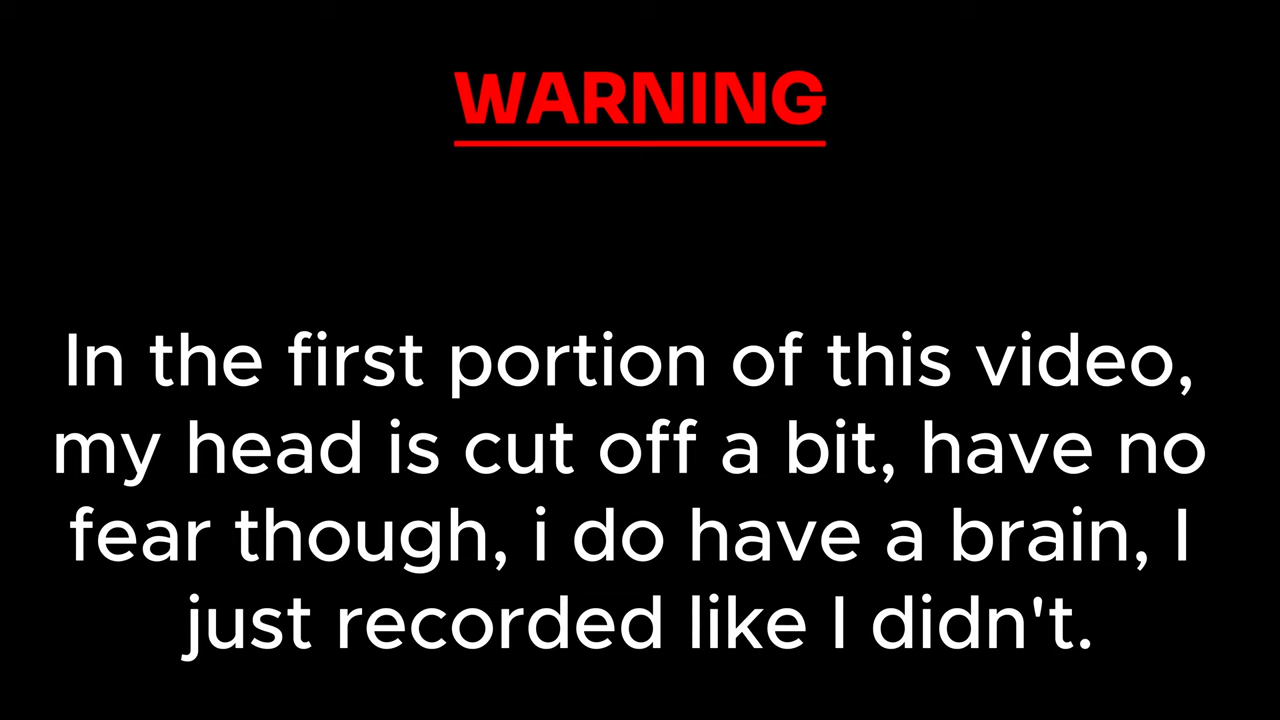 WARNING
In the first portion of this video,
my head is cut off a bit, have no
fear though, i do have a brain, I
just recorded like I didn't.